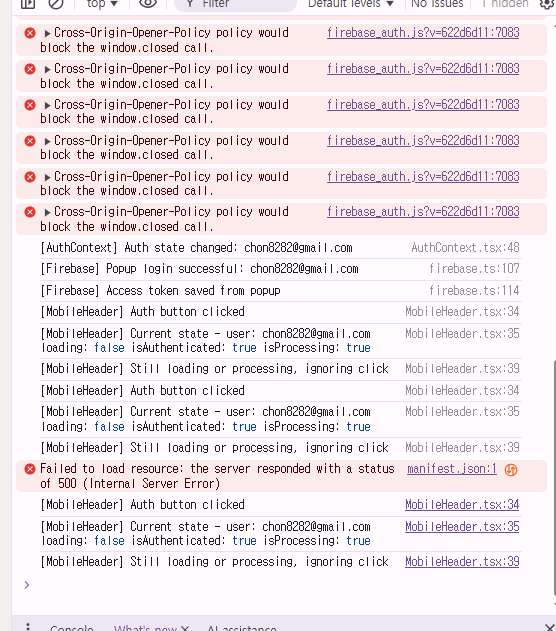 top ▾ Filter Default levels ▾ No Issues 1 hidden
▶ Cross-Origin-Opener-Policy policy would firebase_auth.js?v=622d6d11:7083
block the window.closed call.
▶ Cross-Origin-Opener-Policy policy would firebase_auth.js?v=622d6d11:7083
block the window.closed call.
▶ Cross-Origin-Opener-Policy policy would firebase_auth.js?v=622d6d11:7083
block the window.closed call.
▶ Cross-Origin-Opener-Policy policy would firebase_auth.js?v=622d6d11:7083
block the window.closed call.
▶ Cross-Origin-Opener-Policy policy would firebase_auth.js?v=622d6d11:7083
block the window.closed call.
▶ Cross-Origin-Opener-Policy policy would firebase_auth.js?v=622d6d11:7083
block the window.closed call.
[AuthContext] Auth state changed: chon8282@gmail.com AuthContext.tsx:48
[Firebase] Popup login successful: chon8282@gmail.com firebase.ts:107
[Firebase] Access token saved from popup firebase.ts:114
[MobileHeader] Auth button clicked MobileHeader.tsx:34
[MobileHeader] Current state - user: chon8282@gmail.com MobileHeader.tsx:35
loading: false isAuthenticated: true isProcessing: true
[MobileHeader] Still loading or processing, ignoring click MobileHeader.tsx:39
[MobileHeader] Auth button clicked MobileHeader.tsx:34
[MobileHeader] Current state - user: chon8282@gmail.com MobileHeader.tsx:35
loading: false isAuthenticated: true isProcessing: true
[MobileHeader] Still loading or processing, ignoring click MobileHeader.tsx:39
Failed to load resource: the server responded with a status manifest.json:1
of 500 (Internal Server Error)
[MobileHeader] Auth button clicked MobileHeader.tsx:34
[MobileHeader] Current state - user: chon8282@gmail.com MobileHeader.tsx:35
loading: false isAuthenticated: true isProcessing: true
[MobileHeader] Still loading or processing, ignoring click MobileHeader.tsx:39
>
Console What's new AI assistance